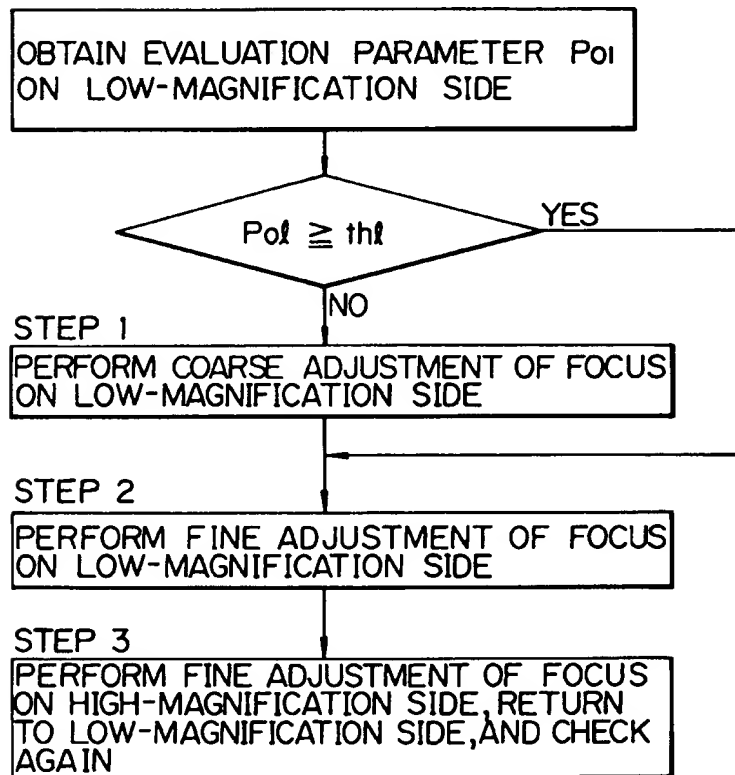 OBTAIN EVALUATION PARAMETER Pol
ON LOW-MAGNIFICATION SIDE
Poℓ ≧ thℓ
YES
NO
STEP 1
PERFORM COARSE ADJUSTMENT OF FOCUS
ON LOW-MAGNIFICATION SIDE
STEP 2
PERFORM FINE ADJUSTMENT OF FOCUS
ON LOW-MAGNIFICATION SIDE
STEP 3
PERFORM FINE ADJUSTMENT OF FOCUS
ON HIGH-MAGNIFICATION SIDE, RETURN
TO LOW-MAGNIFICATION SIDE, AND CHECK
AGAIN